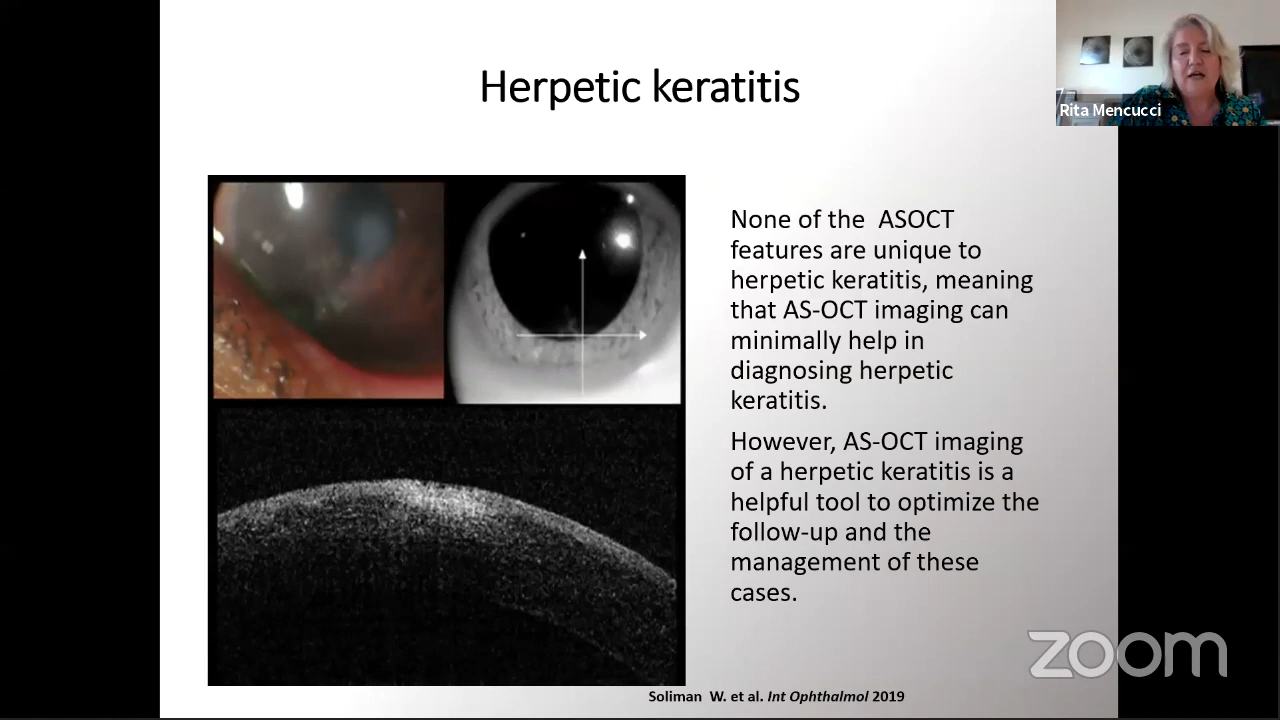 Herpetic keratitis
Rita Mencucci
None of the ASOCT
features are unique to
herpetic keratitis, meaning
that AS-OCT imaging can
minimally help in
diagnosing herpetic
keratitis.
However, AS-OCT imaging
of a herpetic keratitis is a
helpful tool to optimize the
follow-up and the
management of these
cases.
zoom
Soliman W. et al. Int Ophthalmol 2019